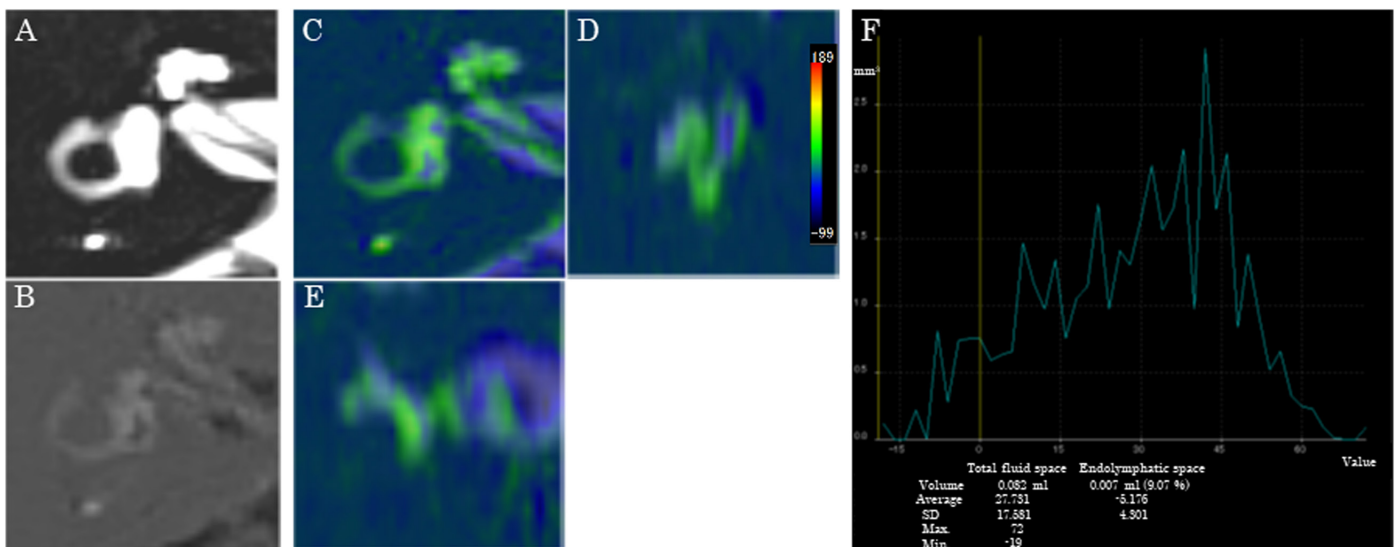 A
B
C
D
189
-99
E
F
mm³
2.5
2.0
1.5
1.0
0.5
0.0
-15 0 15 30 45 60
Value
Total fluid space Endolymphatic space
Volume 0.082 ml 0.007 ml (9.07 %)
Average 27.731 -5.176
SD 17.581 4.801
Max. 72
Min. -19